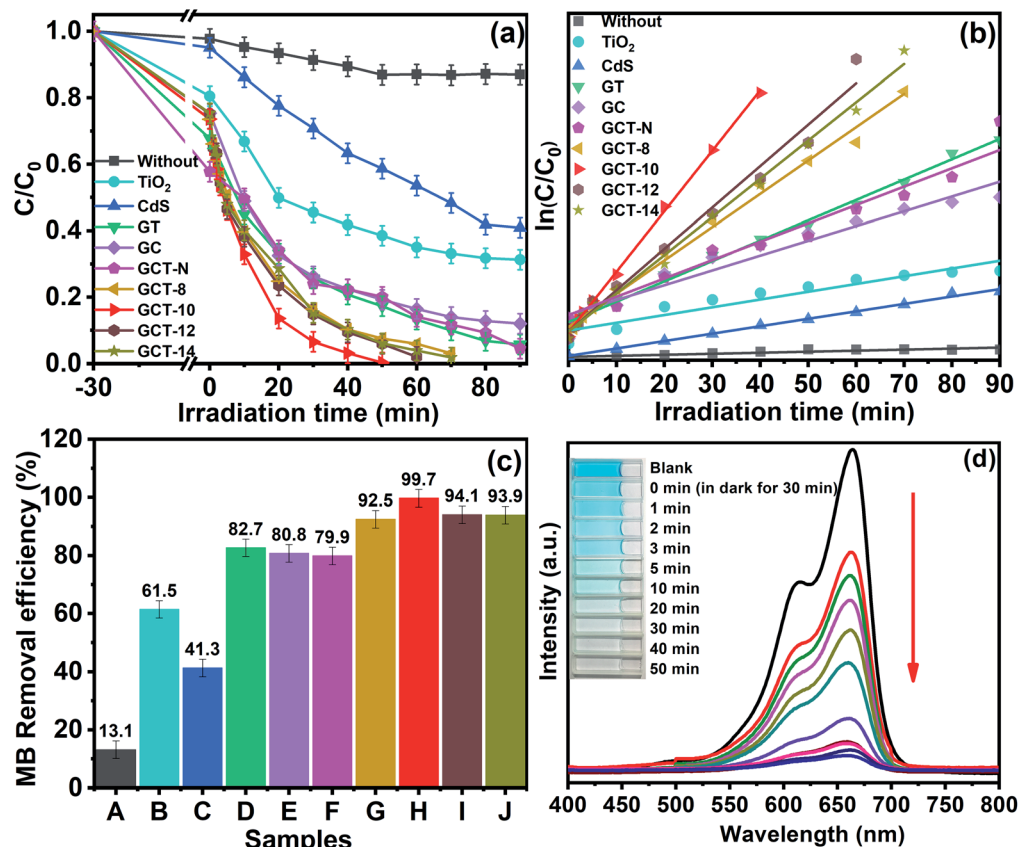 (a)
C/C0
1.0
0.8
0.6
0.4
0.2
0.0
-30
0
20
40
60
80
Irradiation time (min)
Without
TiO2
CdS
GT
GC
GCT-N
GCT-8
GCT-10
GCT-12
GCT-14
(b)
ln(C/C0)
Without
TiO2
CdS
GT
GC
GCT-N
GCT-8
GCT-10
GCT-12
GCT-14
0
10
20
30
40
50
60
70
80
90
Irradiation time (min)
(c)
MB Removal efficiency (%)
120
100
80
60
40
20
0
13.1
61.5
41.3
82.7
80.8
79.9
92.5
99.7
94.1
93.9
A B C D E F G H I J
Samples
(d)
Intensity (a.u.)
Blank
0 min (in dark for 30 min)
1 min
2 min
3 min
5 min
10 min
20 min
30 min
40 min
50 min
400 450 500 550 600 650 700 750 800
Wavelength (nm)